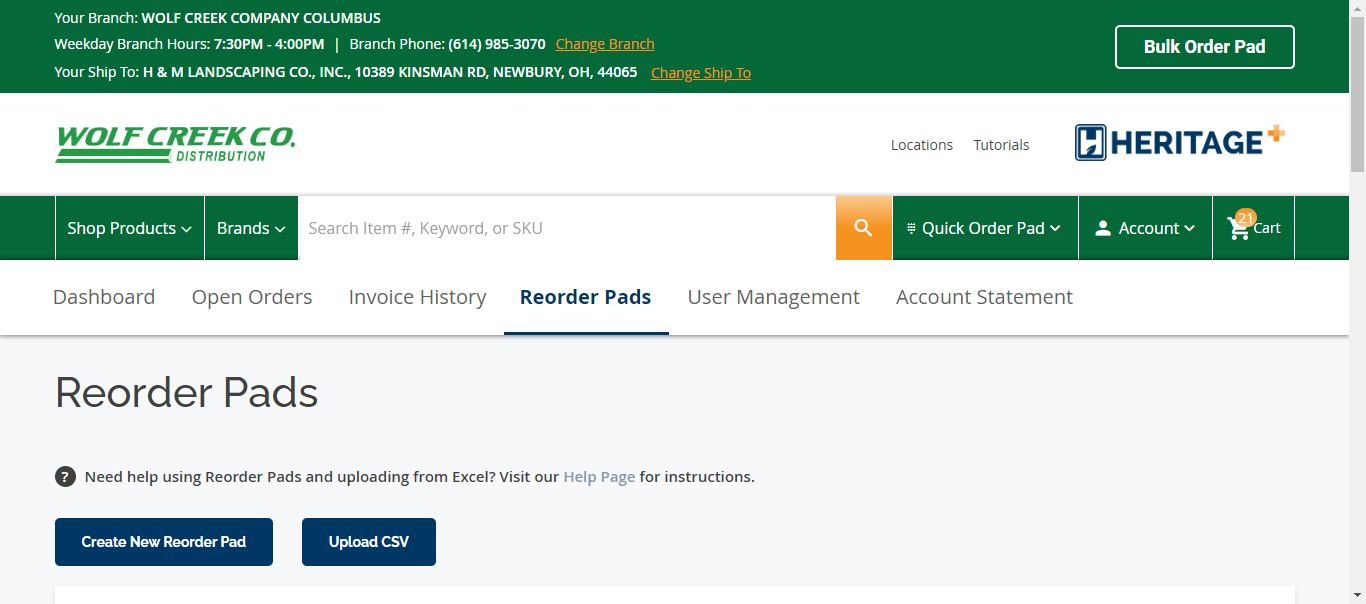 Your Branch: WOLF CREEK COMPANY COLUMBUS
Weekday Branch Hours: 7:30PM - 4:00PM | Branch Phone: (614) 985-3070 Change Branch
Your Ship To: H & M LANDSCAPING CO., INC., 10389 KINSMAN RD, NEWBURY, OH, 44065 Change Ship To
Bulk Order Pad
WOLF CREEK CO.
DISTRIBUTION
Locations Tutorials
HERITAGE+
Shop Products Brands Search Item #, Keyword, or SKU Quick Order Pad Account 21 Cart
Dashboard Open Orders Invoice History Reorder Pads User Management Account Statement
Reorder Pads
? Need help using Reorder Pads and uploading from Excel? Visit our Help Page for instructions.
Create New Reorder Pad Upload CSV